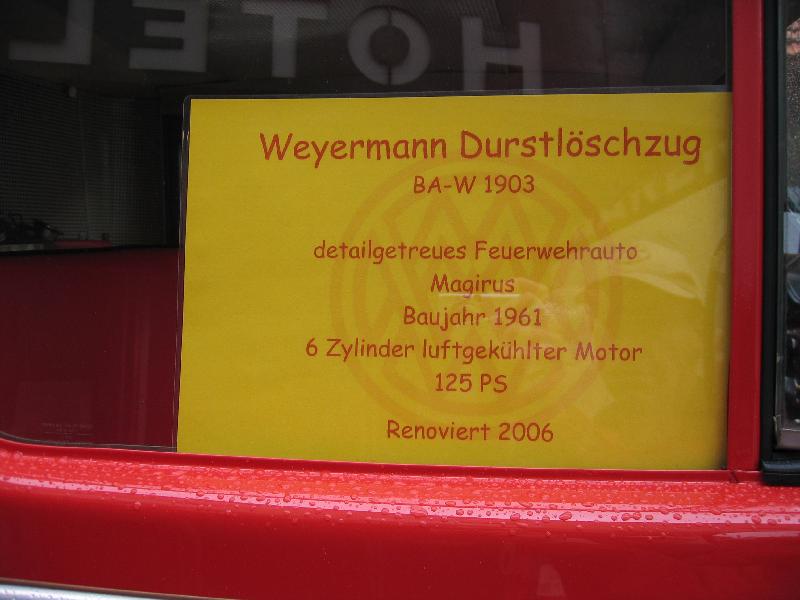 HOTEL
Weyermann Durstlöschzug
BA-W 1903
detailgetreues Feuerwehrauto
Magirus
Baujahr 1961
6 Zylinder luftgekühlter Motor
125 PS
Renoviert 2006